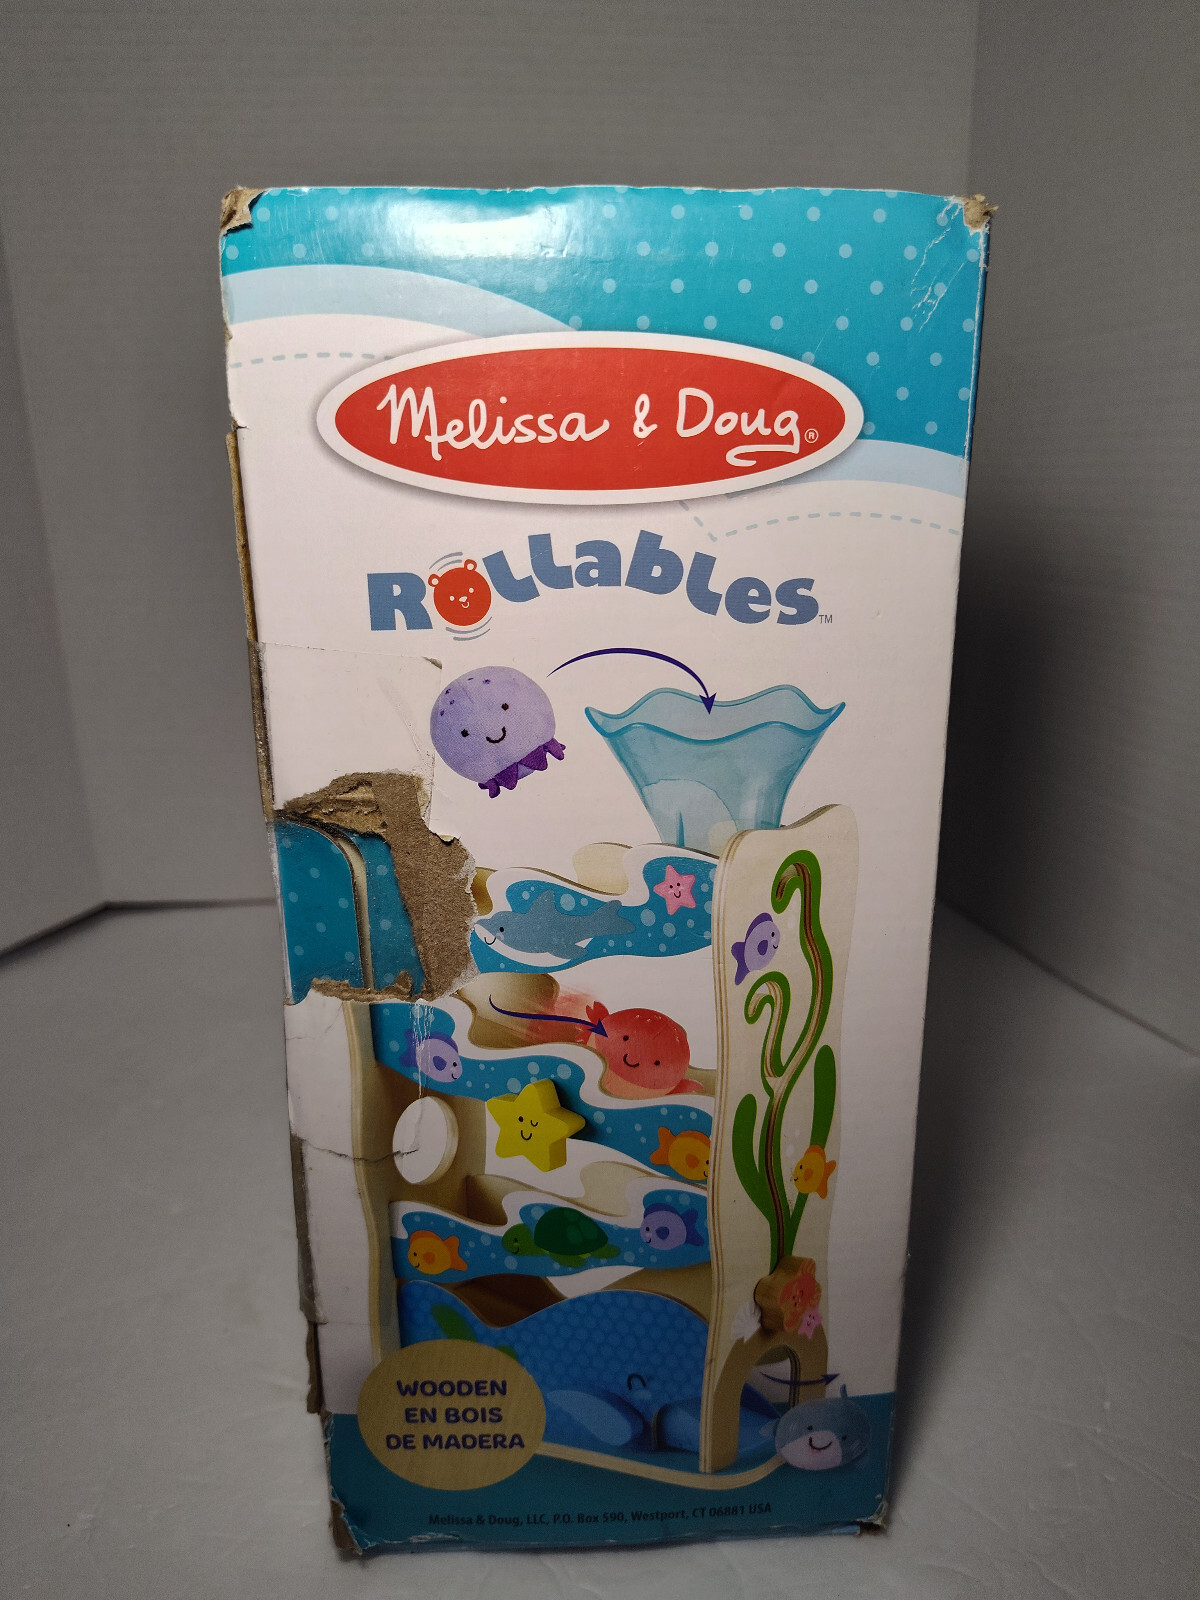 Melissa & Doug®
ROLLables™
WOODEN
EN BOIS
DE MADERA
Melissa & Doug, LLC, P.O. Box 590, Westport, CT 06881 USA